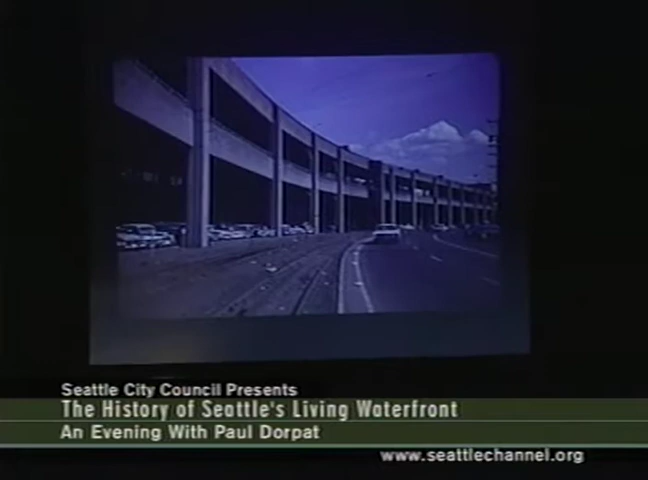 Seattle City Council Presents
The History of Seattle's Living Waterfront
An Evening With Paul Dorpat
www.seattlechannel.org